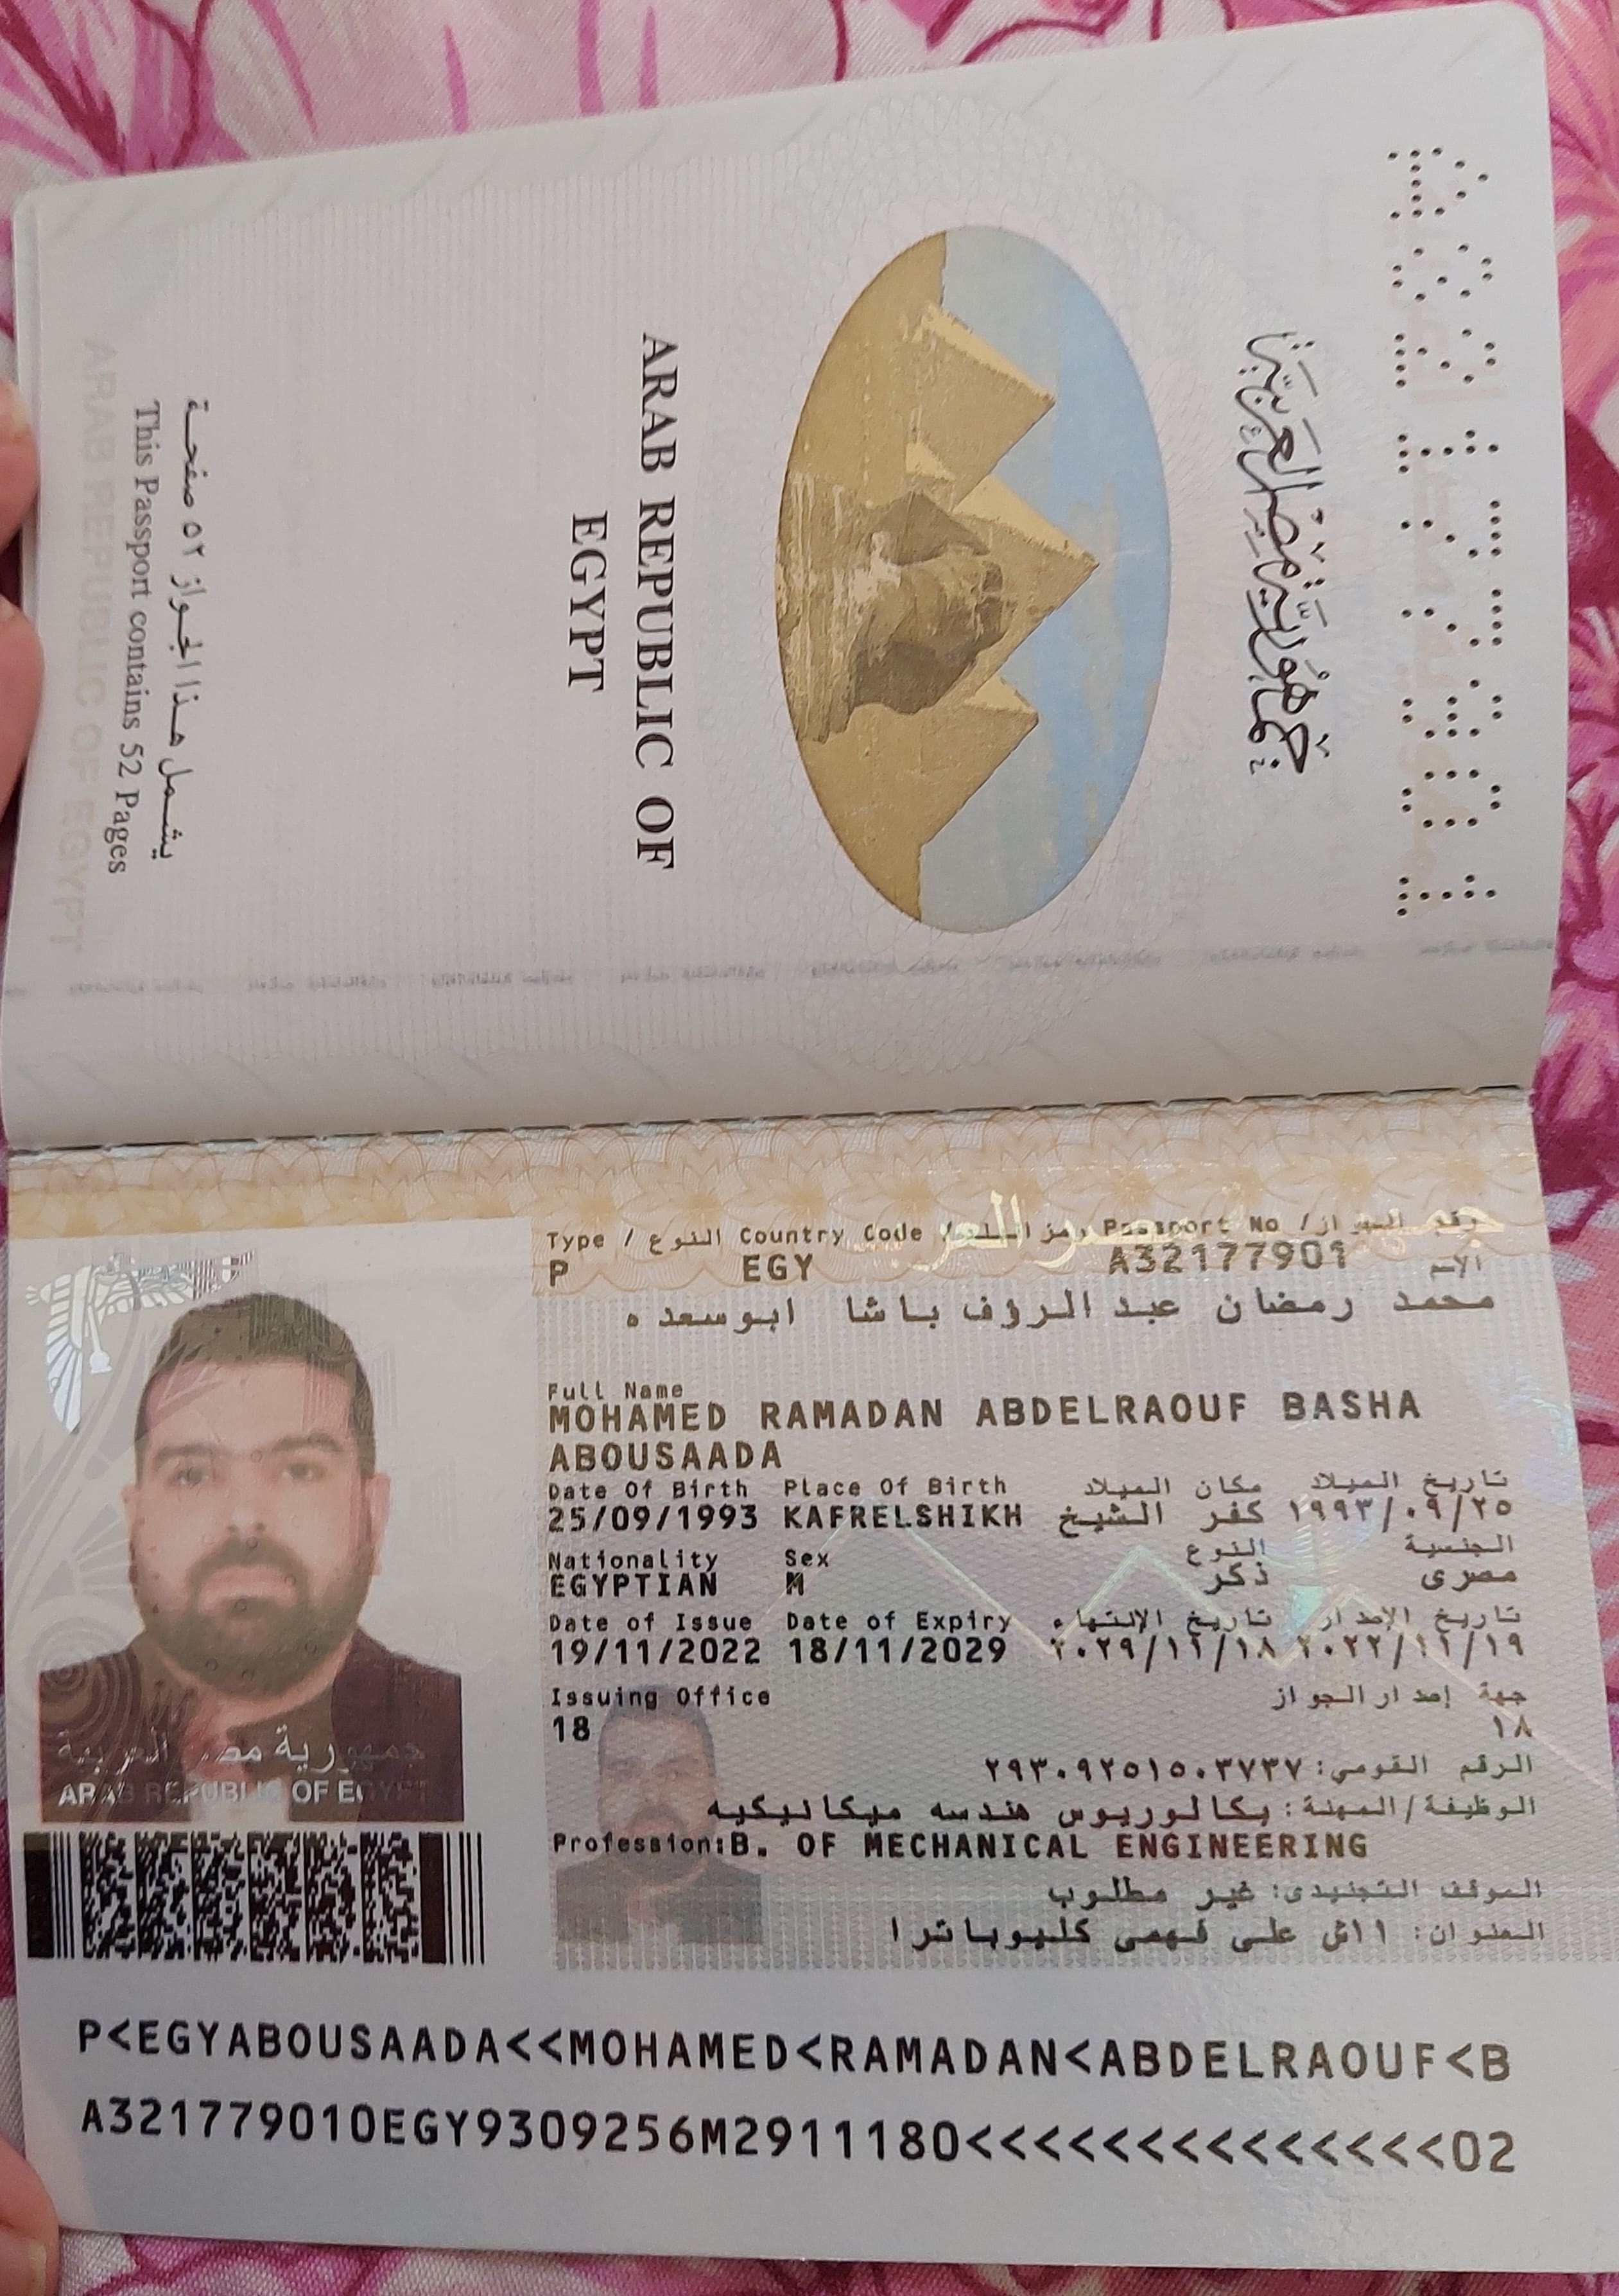 A32177901
جمهورية مصر العربية
ARAB REPUBLIC OF
EGYPT
يشمل هذا الجواز ٥٢ صفحة
This Passport contains 52 Pages
ARAB REPUBLIC OF EGYPT
Type / النوع Country Code / رمز الدولة Passport No / رقم الجواز
P EGY A32177901 الإسم
محمد رمضان عبد الرؤف باشا ابوسعده
Full Name
MOHAMED RAMADAN ABDELRAOUF BASHA
ABOUSAADA
Date Of Birth Place Of Birth مكان الميلاد تاريخ الميلاد
25/09/1993 KAFRELSHIKH كفر الشيخ ١٩٩٣/٠٩/٢٥
Nationality Sex النوع الجنسية
EGYPTIAN M ذكر مصرى
Date of Issue Date of Expiry تاريخ الإنتهاء تاريخ الإصدار
19/11/2022 18/11/2029 ٢٠٢٩/١١/١٨ ٢٠٢٢/١١/١٩
Issuing Office جهة إصدار الجواز
18 ١٨
الرقم القومى: ٢٩٣٠٩٢٥١٥٠٣٧٣٧
الوظيفة/المهنة: بكالوريوس هندسه ميكانيكيه
Profession:B. OF MECHANICAL ENGINEERING
الموقف التجنيدى: غير مطلوب
العنوان: ١١ش على فهمى كليوباترا
جمهورية مصر العربية
ARAB REPUBLIC OF EGYPT
P<EGYABOUSAADA<<MOHAMED<RAMADAN<ABDELRAOUF<B
A321779010EGY9309256M2911180<<<<<<<<<<<<<<02